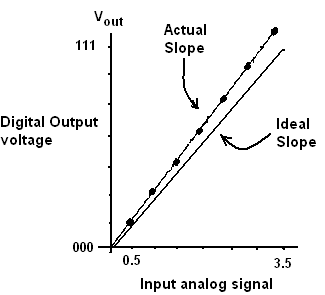 Vout
111
Actual
Slope
Digital Output
voltage
Ideal
Slope
000
0.5
3.5
Input analog signal